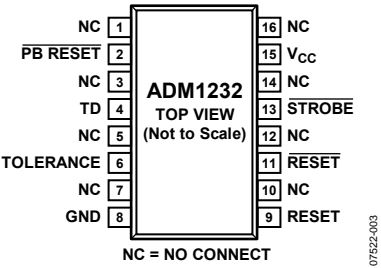 NC 1 16 NC
PB RESET 2 15 VCC
NC 3 14 NC
ADM1232
TD 4 TOP VIEW 13 STROBE
NC 5 (Not to Scale) 12 NC
TOLERANCE 6 11 RESET
NC 7 10 NC
GND 8 9 RESET
NC = NO CONNECT
07522-003